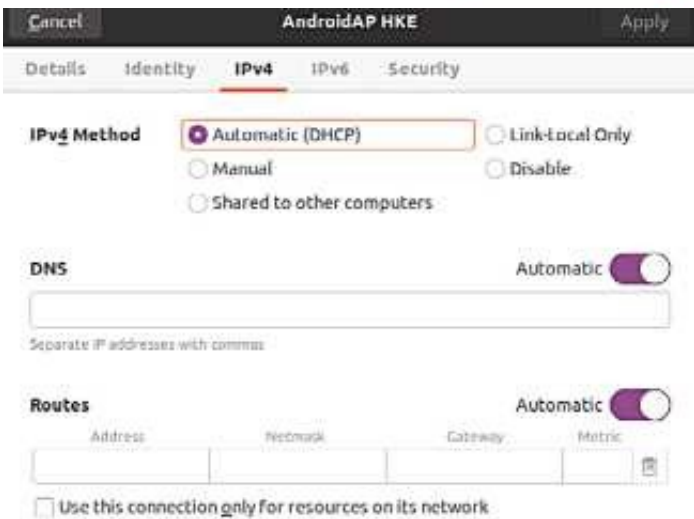 Cancel AndroidAP HKE Apply
Details Identity IPv4 IPv6 Security
IPv4 Method Automatic (DHCP) Link-Local Only
Manual Disable
Shared to other computers
DNS Automatic
Separate IP addresses with commas
Routes Automatic
Address Netmask Gateway Metric
Use this connection only for resources on its network